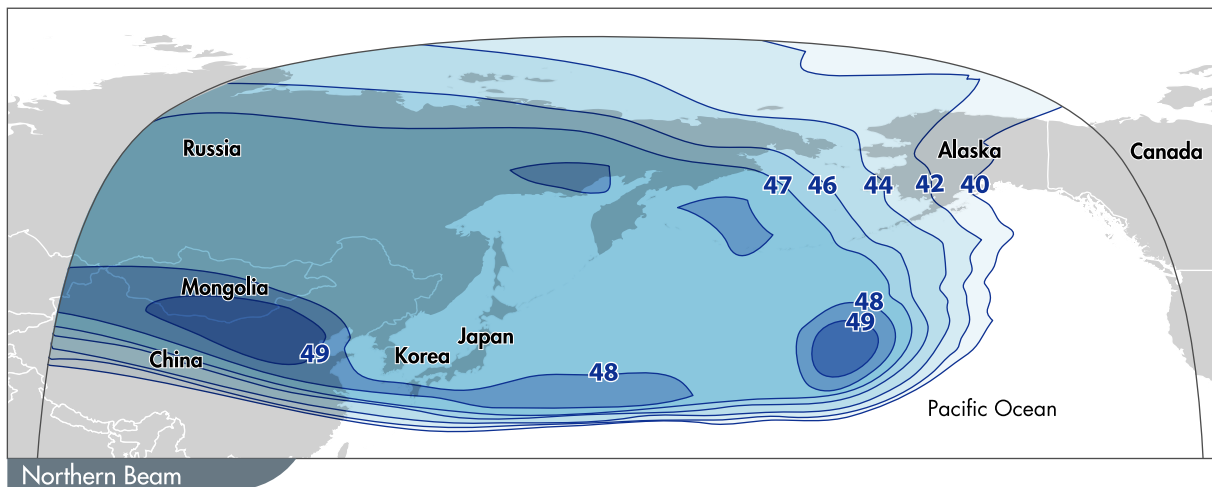 Russia
Alaska
Canada
47 46 44 42 40
Mongolia
48
49
Japan
Korea
49
China
48
Pacific Ocean
Northern Beam